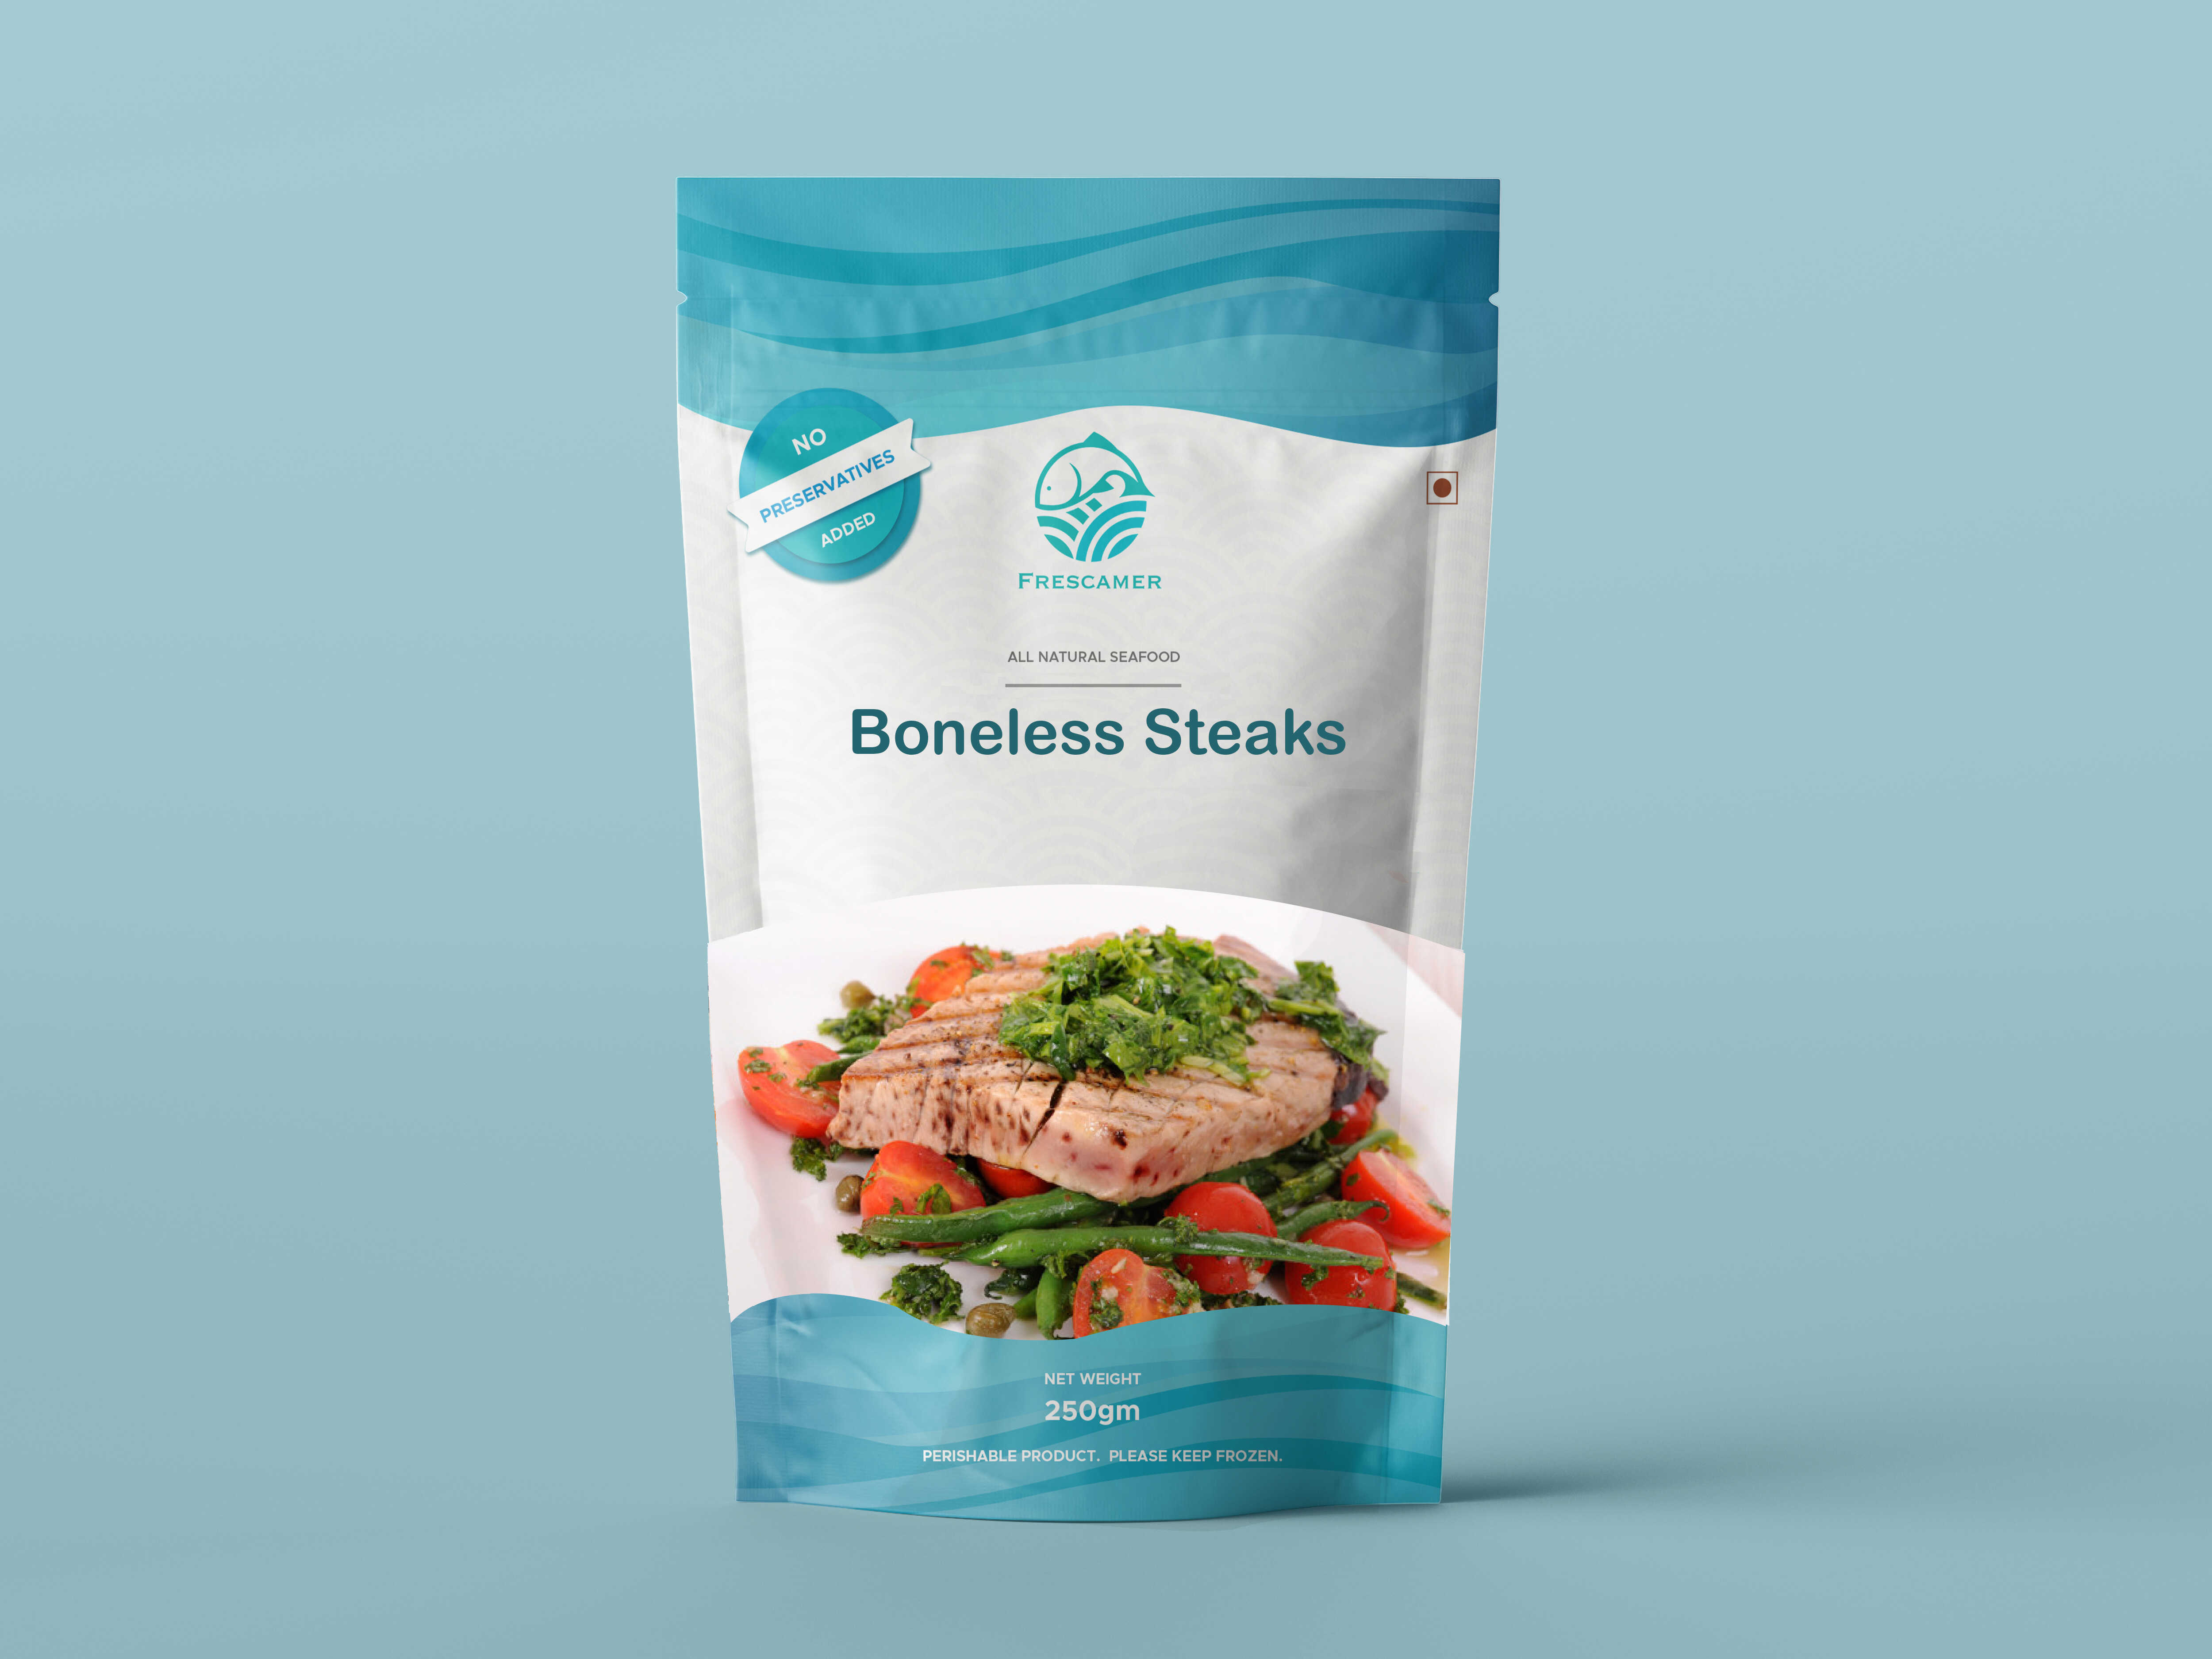 NO
PRESERVATIVES
ADDED
FRESCAMER
ALL NATURAL SEAFOOD
Boneless Steaks
NET WEIGHT
250gm
PERISHABLE PRODUCT. PLEASE KEEP FROZEN.